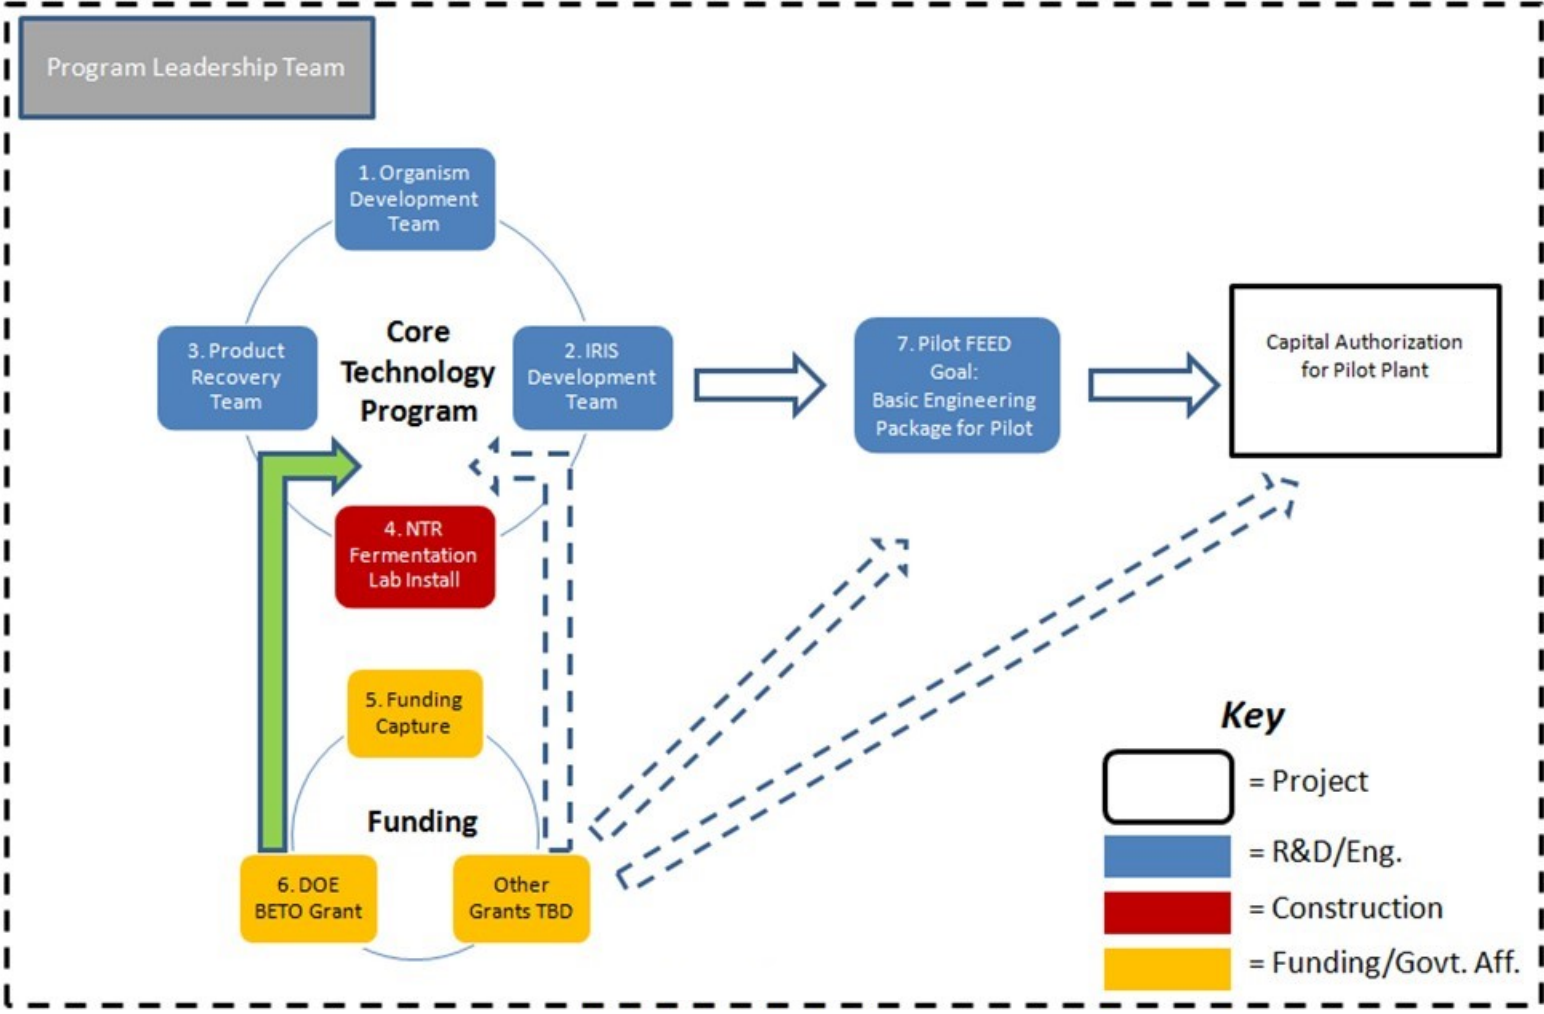 Program Leadership Team
1. Organism
Development
Team
3. Product
Recovery
Team
Core
Technology
Program
2. IRIS
Development
Team
4. NTR
Fermentation
Lab Install
7. Pilot FEED
Goal:
Basic Engineering
Package for Pilot
Capital Authorization
for Pilot Plant
5. Funding
Capture
Funding
6. DOE
BETO Grant
Other
Grants TBD
Key
= Project
= R&D/Eng.
= Construction
= Funding/Govt. Aff.